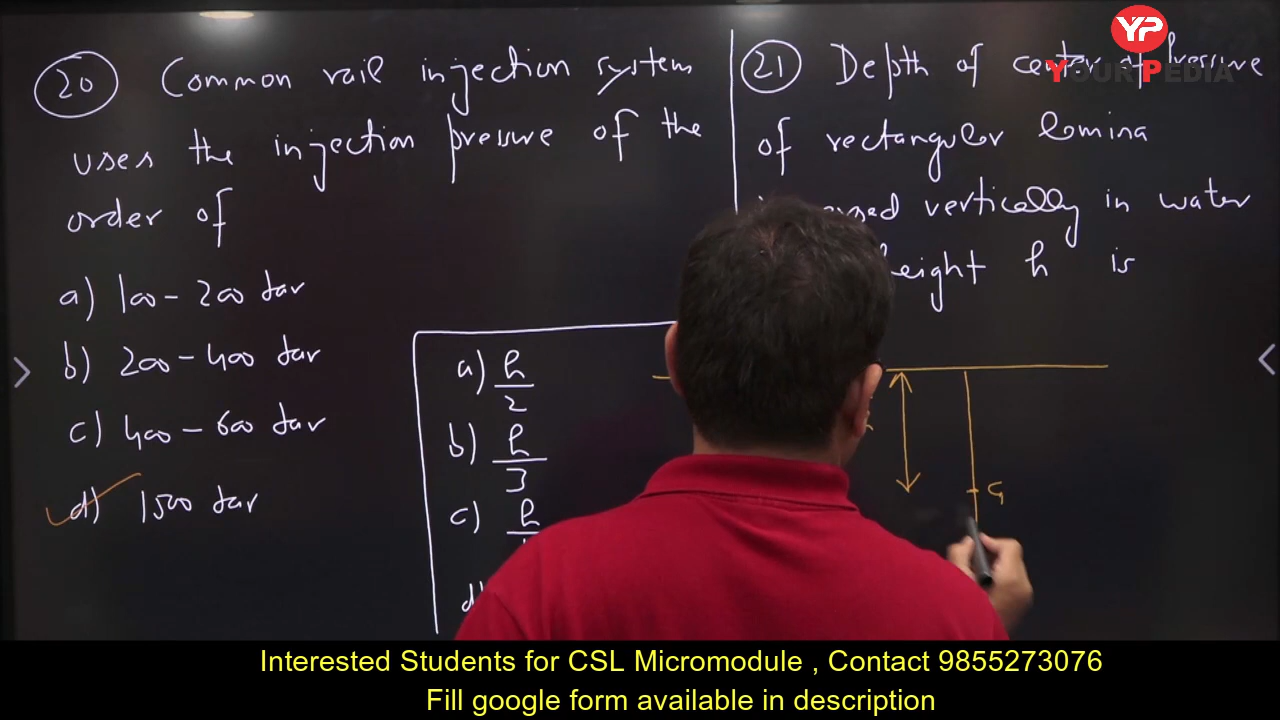 20 Common rail injection system
uses the injection pressure of the
order of
a) 100 - 200 bar
b) 200 - 400 bar
c) 400 - 600 bar
d) 1500 bar
21 Depth of center of Pressure
of rectangular lamina
vertically in water
height h is
a) h/2
b) h/3
c) h
d)
G
YP
YOUR PEDIA
Interested Students for CSL Micromodule , Contact 9855273076
Fill google form available in description